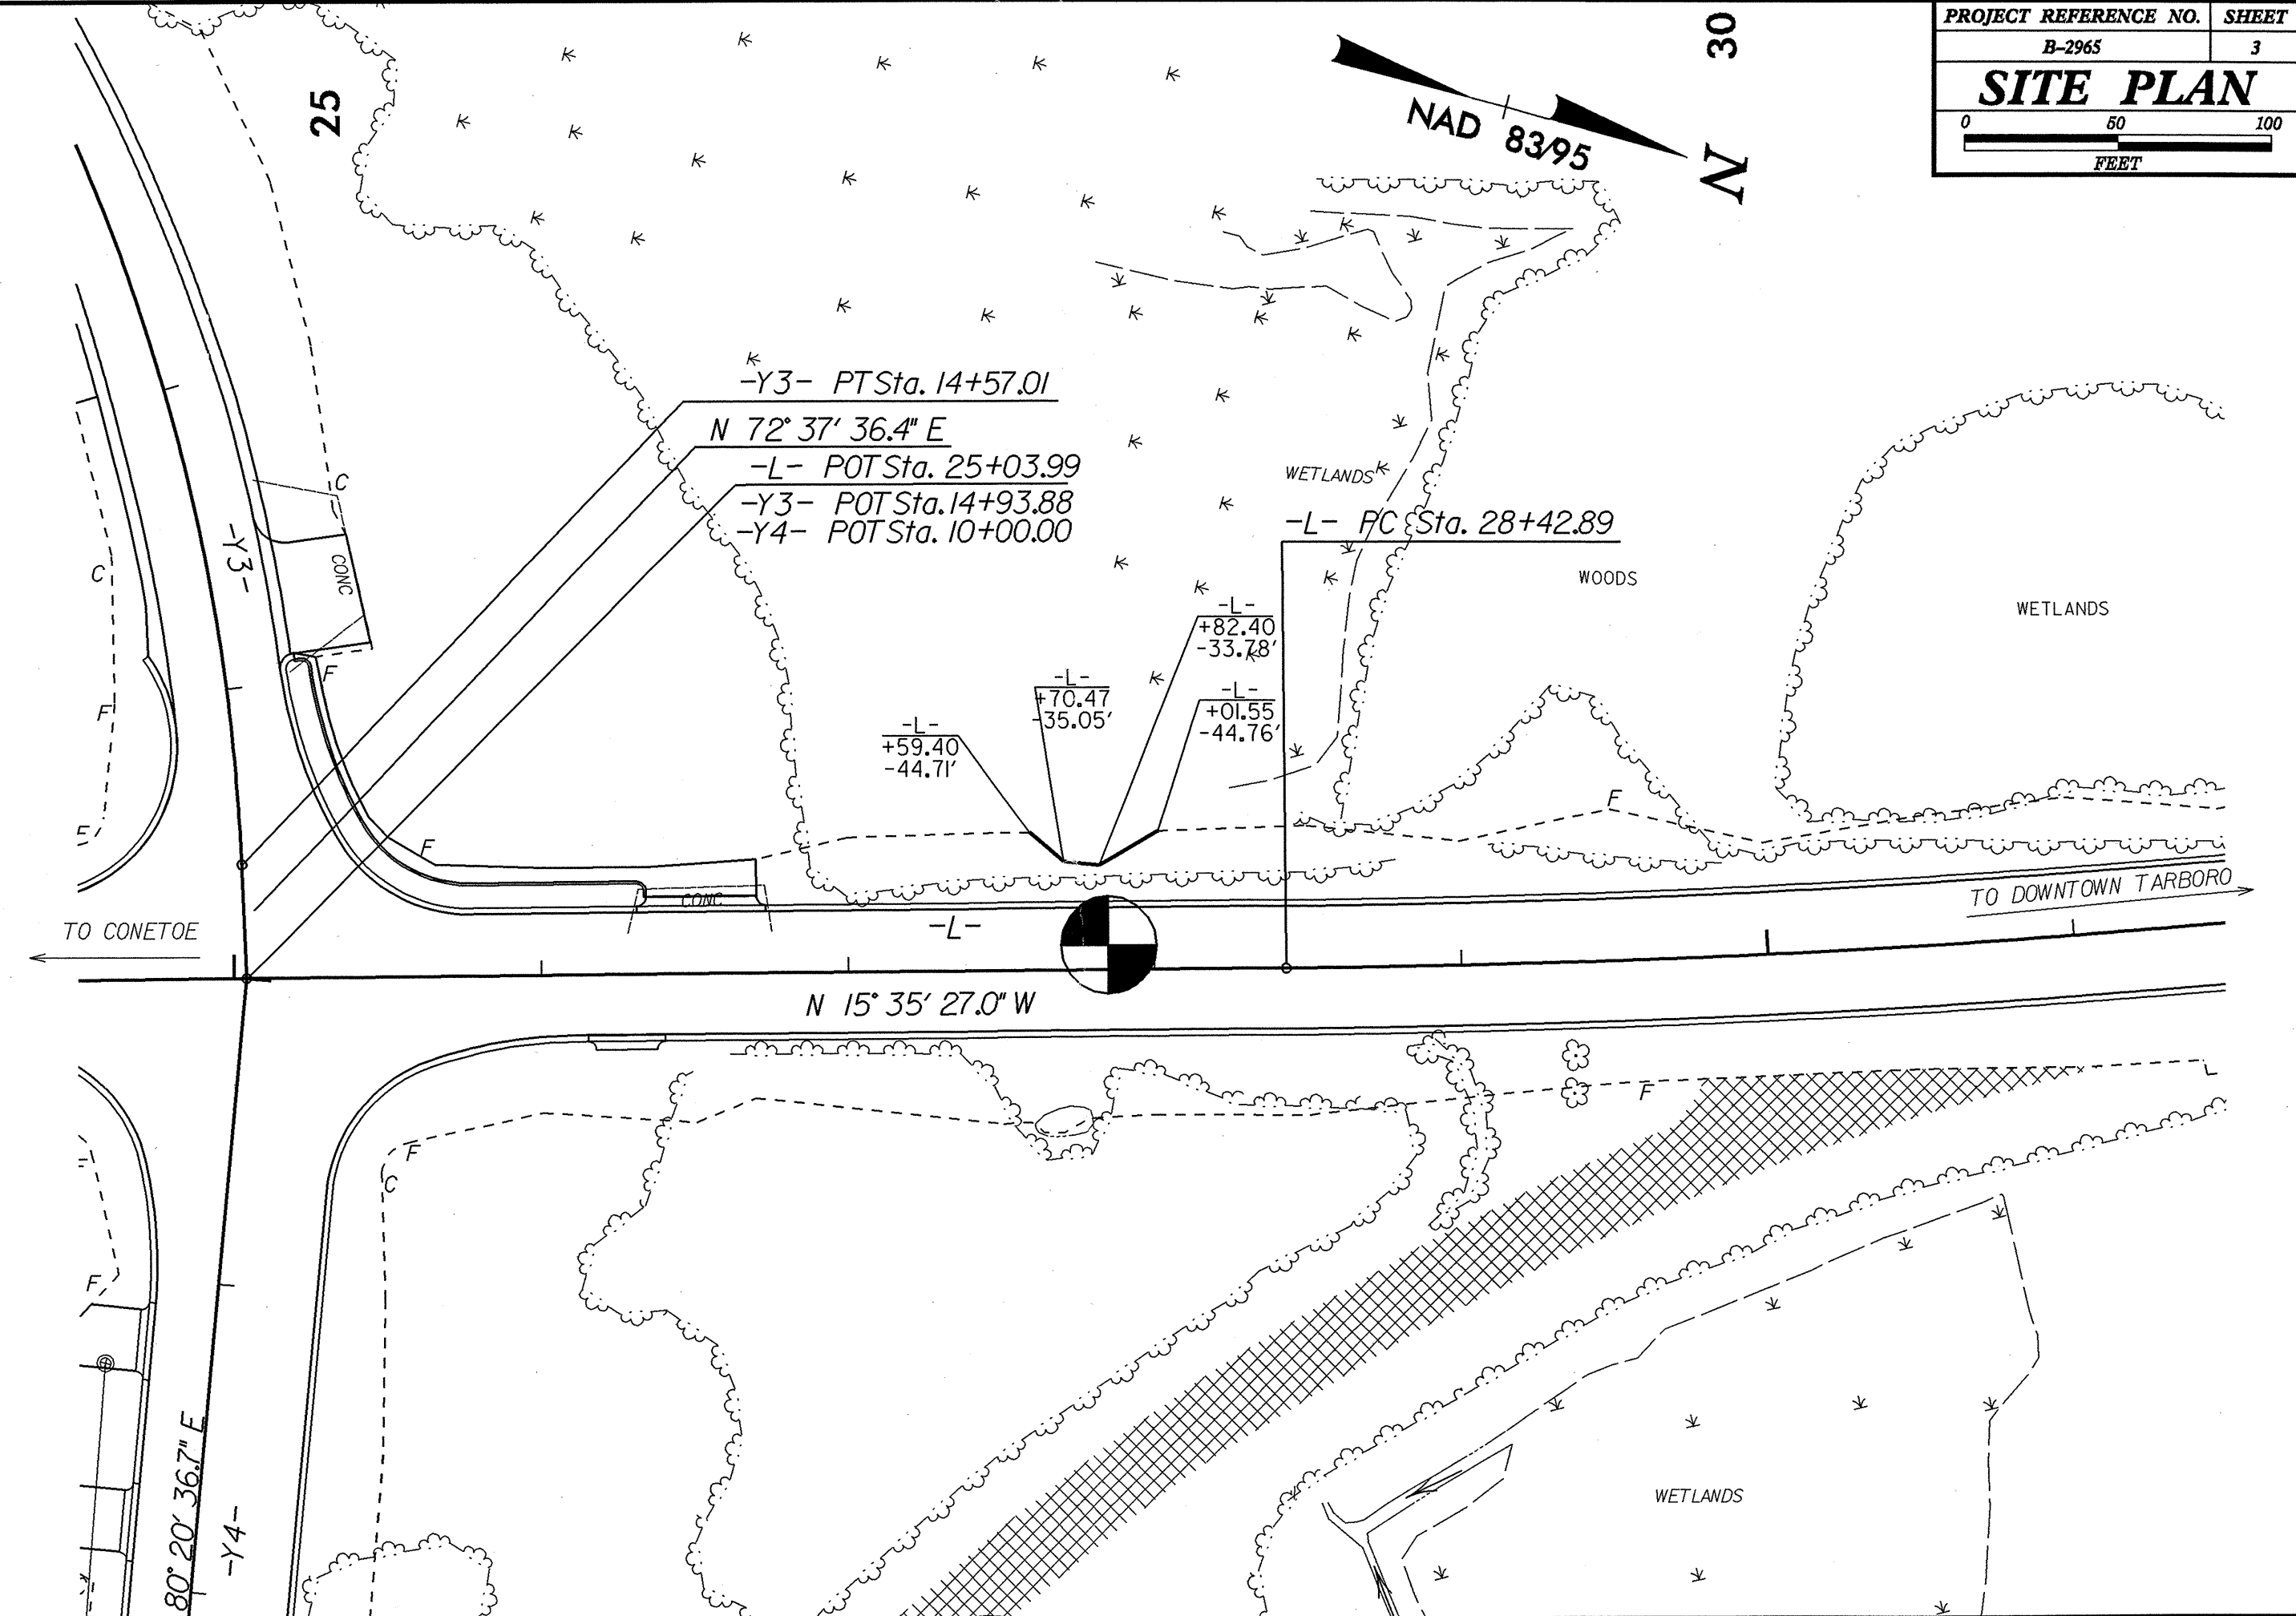 PROJECT REFERENCE NO. SHEET
B-2965 3
SITE PLAN
0 50 100
FEET
30
25
NAD 83/95
N
-Y3- PT Sta. 14+57.01
N 72° 37' 36.4" E
-L- POT Sta. 25+03.99
-Y3- POT Sta. 14+93.88
-Y4- POT Sta. 10+00.00
WETLANDS
-L- PC Sta. 28+42.89
WOODS
WETLANDS
C
-Y3-
CONC
C
F
F
-L-
+82.40
-33.78'
-L-
+70.47
-35.05'
-L-
+01.55
-44.76'
-L-
+59.40
-44.71'
F
F
F
CONC
TO CONETOE
-L-
TO DOWNTOWN TARBORO
N 15° 35' 27.0" W
F
F
C
F
80° 20' 36.7" E
-Y4-
WETLANDS